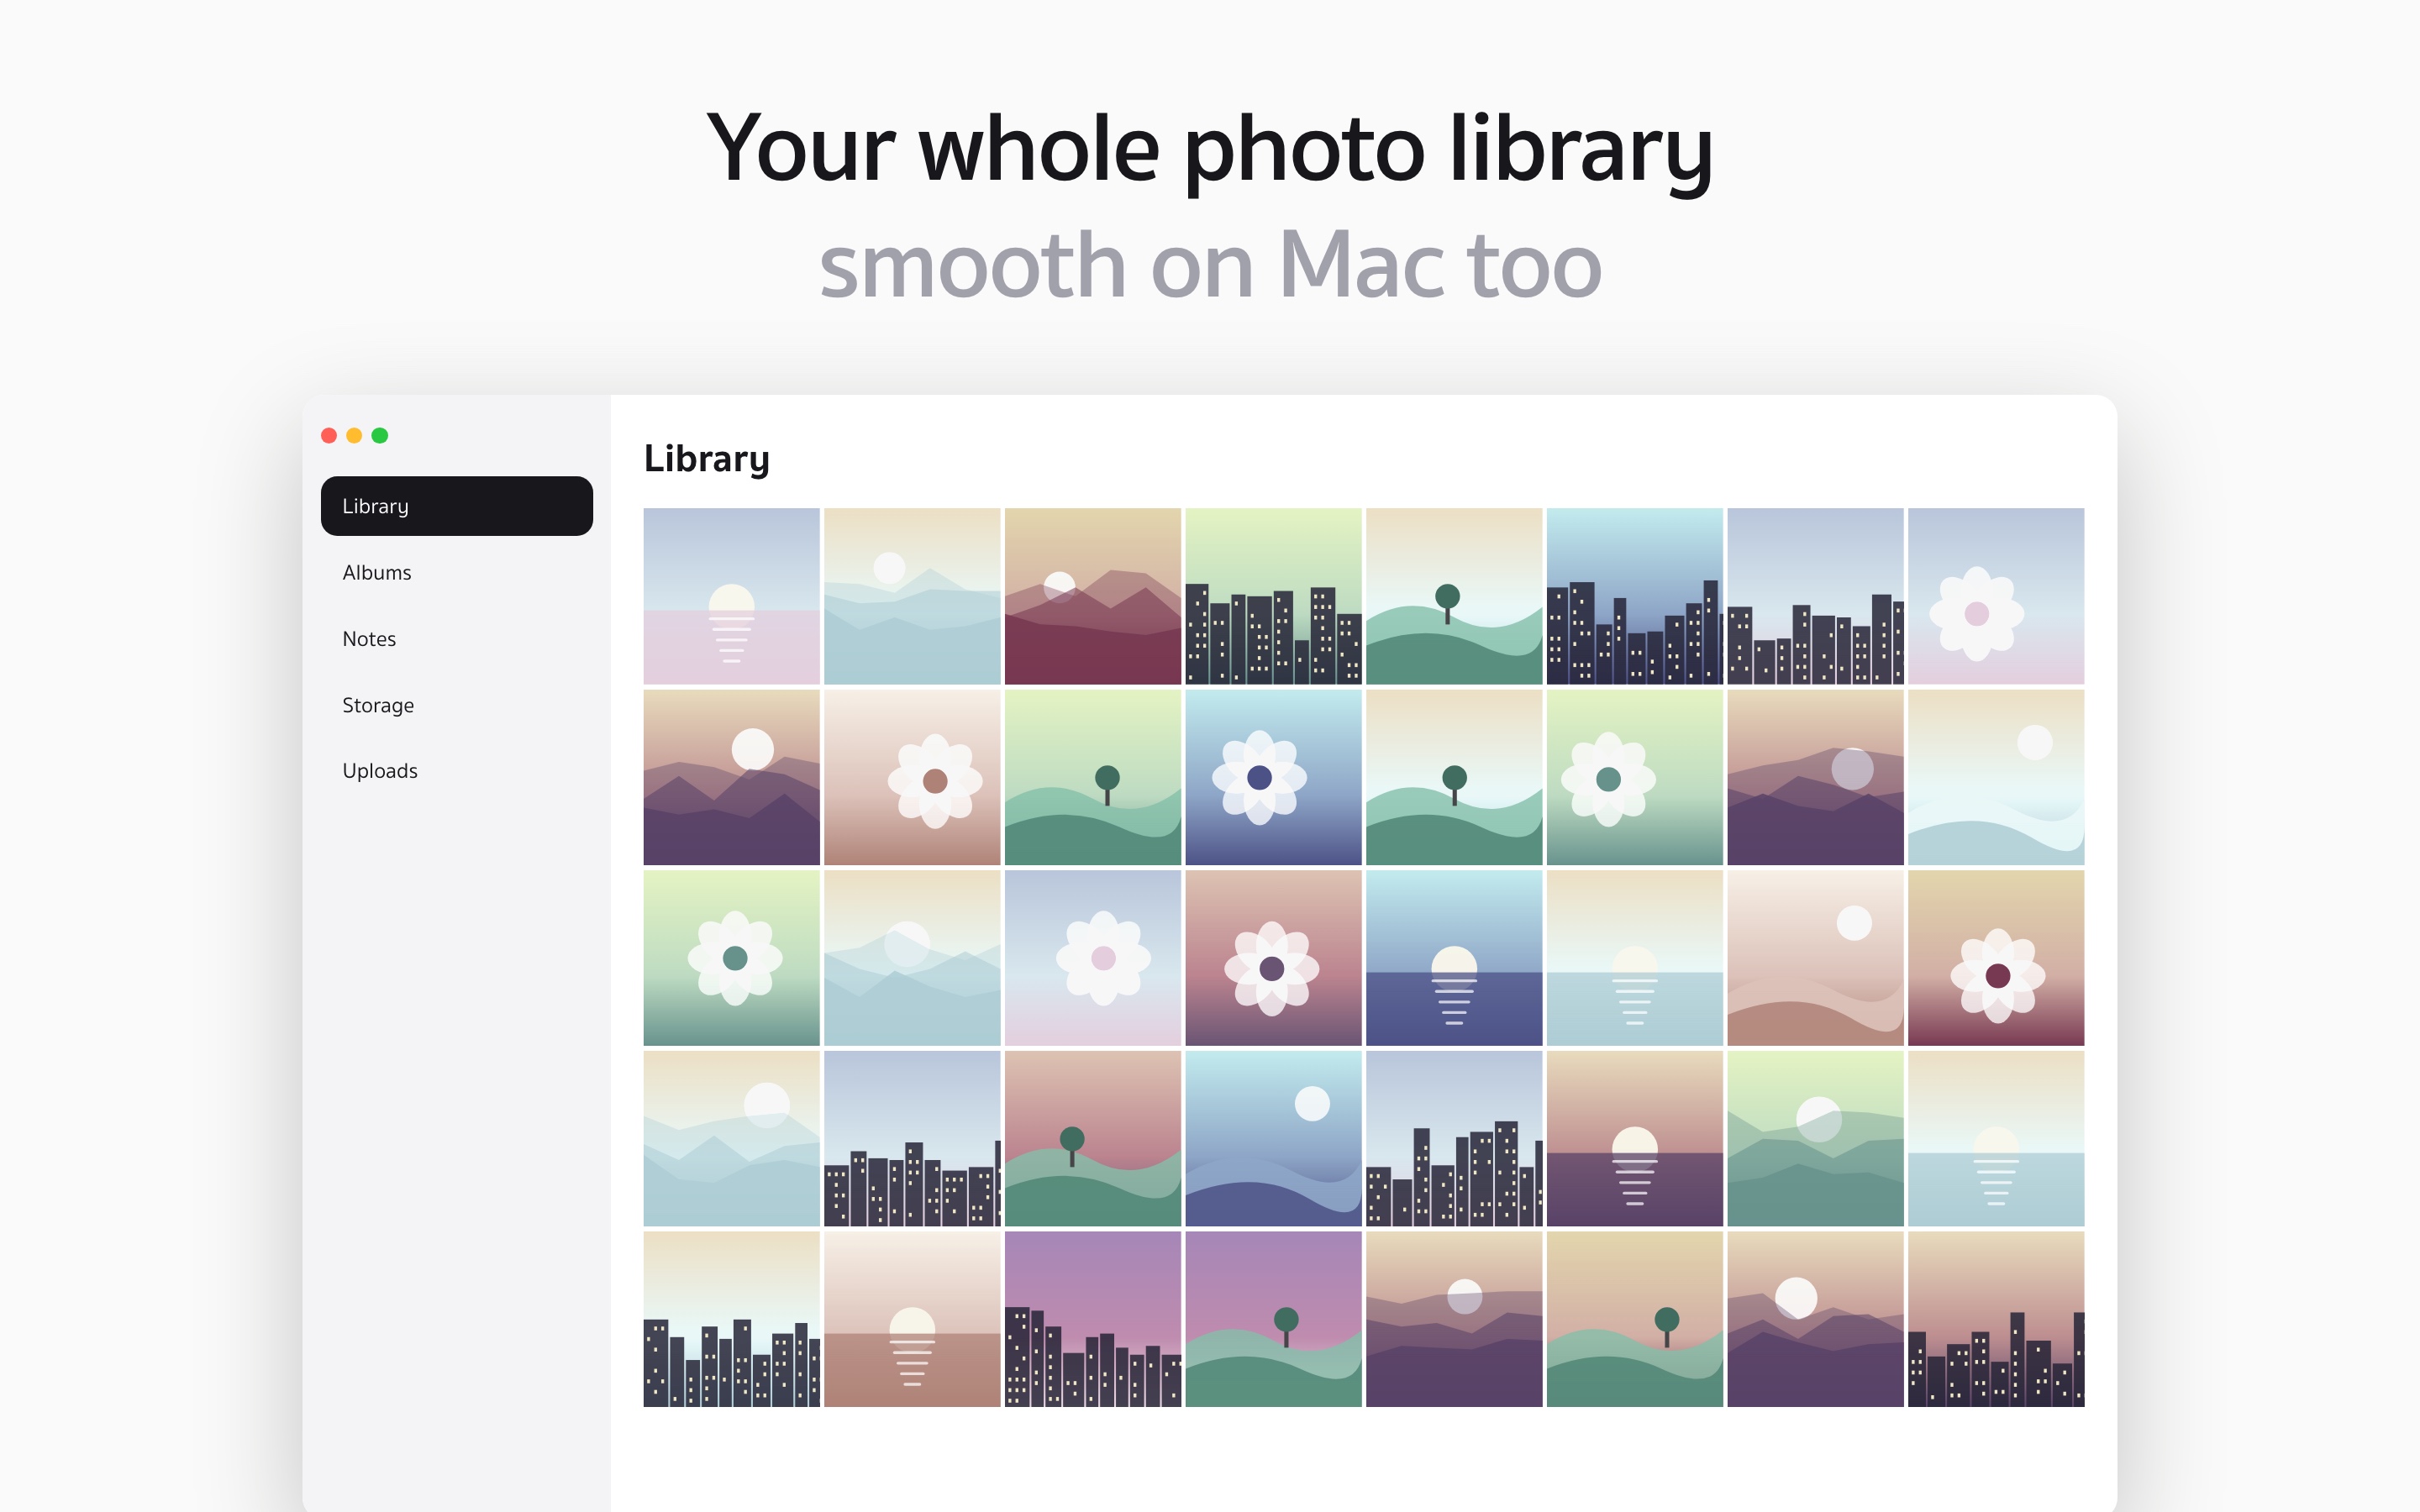 Your whole photo library
smooth on Mac too
Library
Library
Albums
Notes
Storage
Uploads